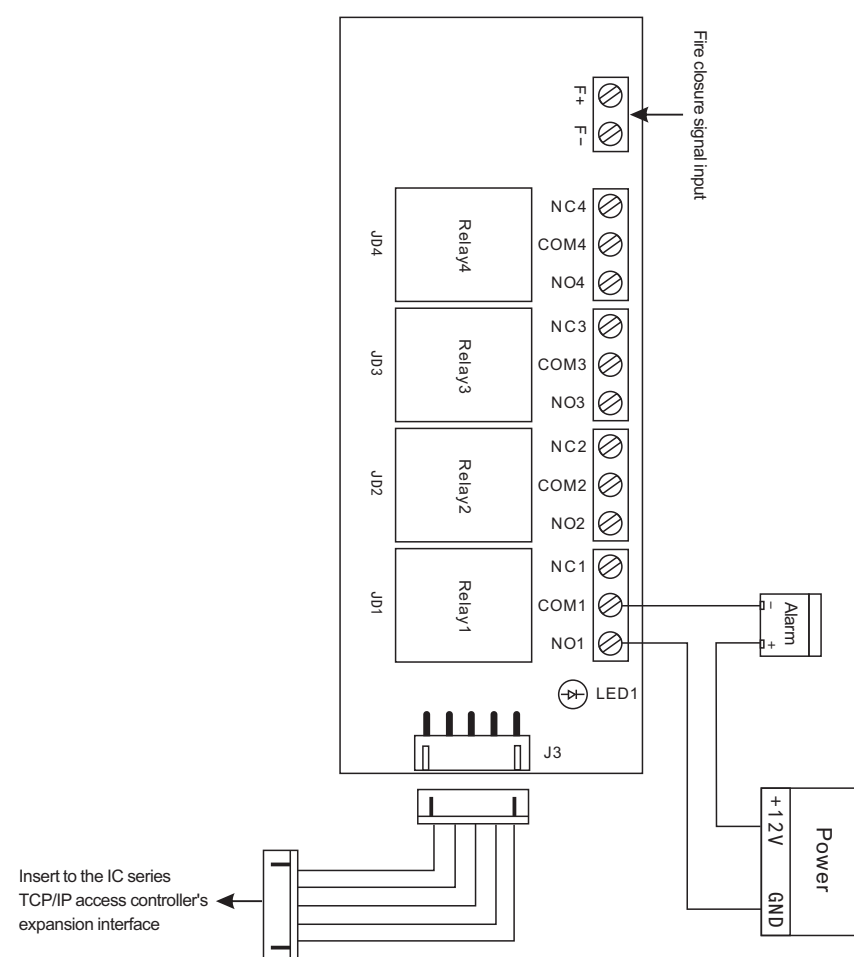 Fire closure signal input
F+
F-
NC4
COM4
NO4
JD4
Relay4
NC3
COM3
NO3
JD3
Relay3
NC2
COM2
NO2
JD2
Relay2
NC1
COM1
NO1
JD1
Relay1
- Alarm
+
LED1
J3
+12V
Power
GND
Insert to the IC series
TCP/IP access controller's
expansion interface